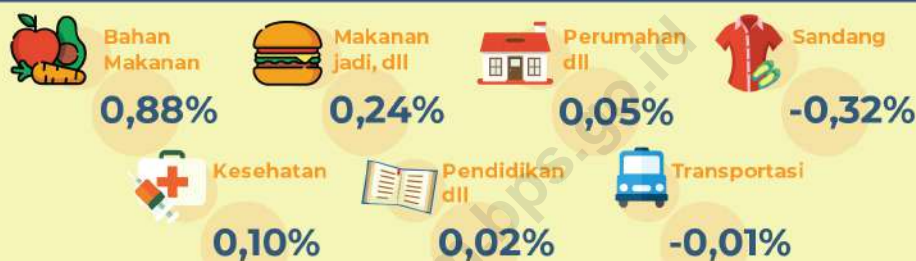 Bahan
Makanan
0,88%
Makanan
jadi, dll
0,24%
Perumahan
dll
0,05%
Sandang
-0,32%
Kesehatan
0,10%
Pendidikan
dll
0,02%
Transportasi
-0,01%
bps.go.id